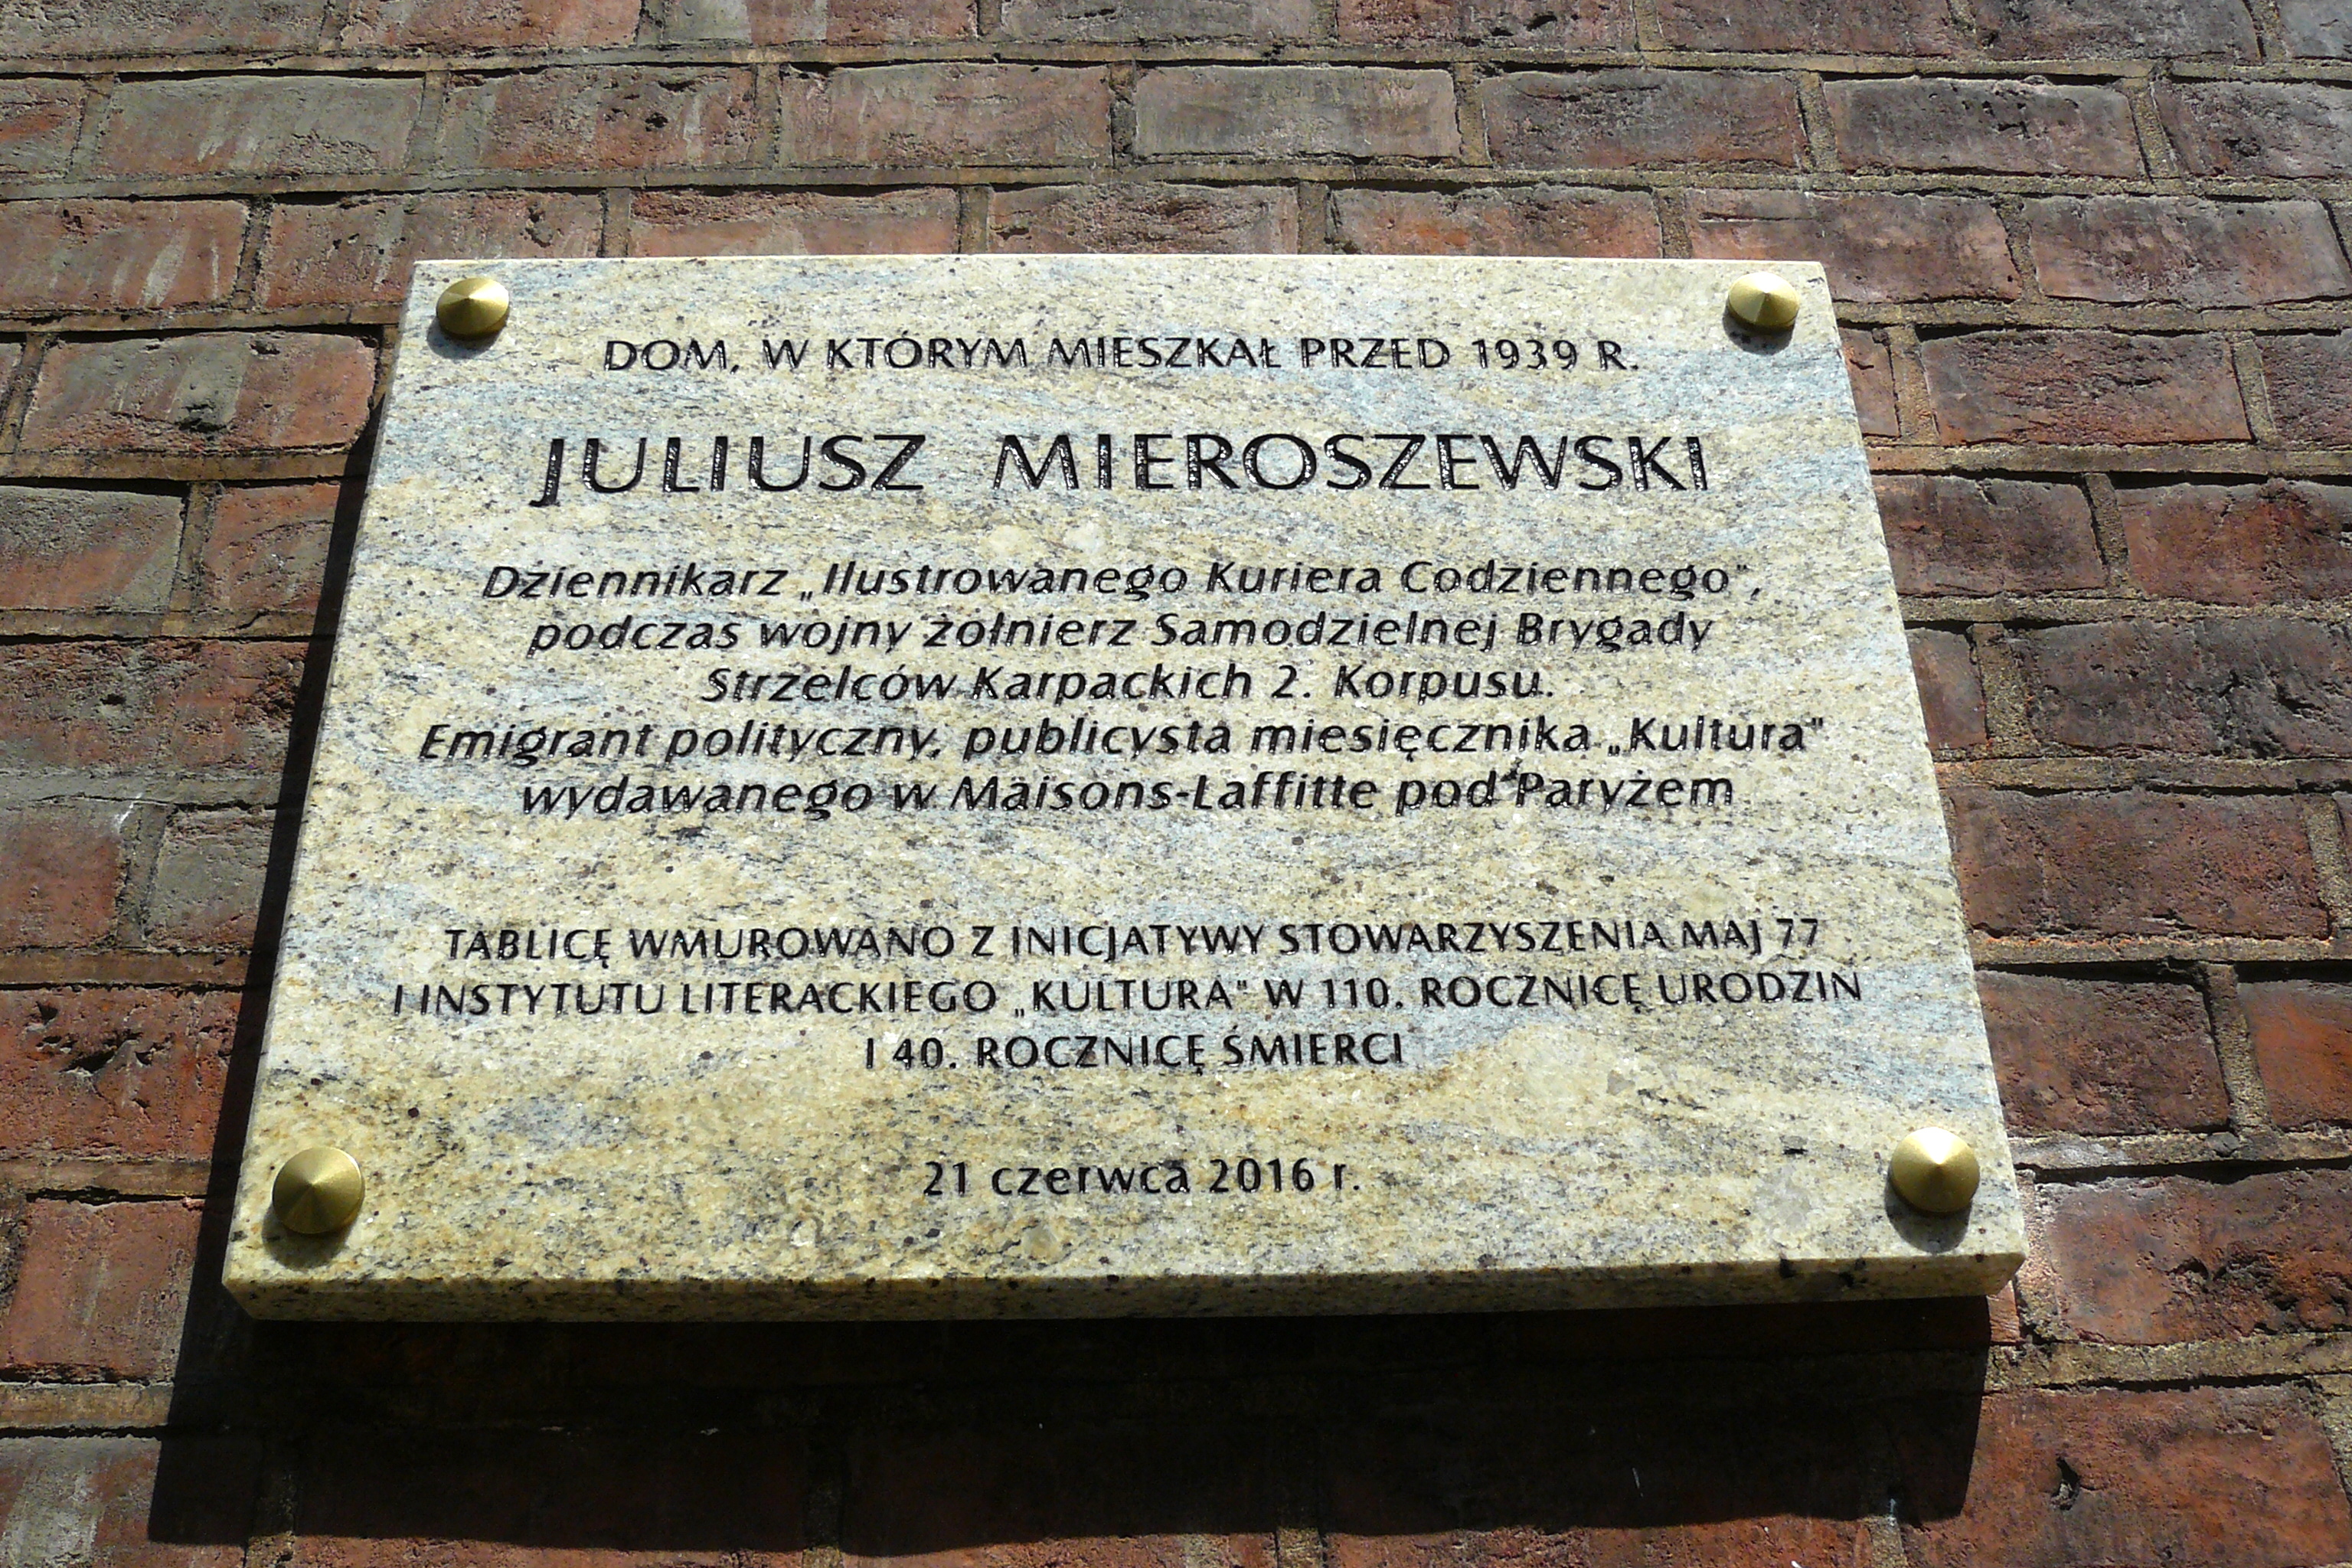 DOM, W KTÓRYM MIESZKAŁ PRZED 1939 R.
JULIUSZ MIEROSZEWSKI
Dziennikarz „Ilustrowanego Kuriera Codziennego",
podczas wojny żołnierz Samodzielnej Brygady
Strzelców Karpackich 2. Korpusu.
Emigrant polityczny, publicysta miesięcznika „Kultura"
wydawanego w Maisons-Laffitte pod Paryżem
TABLICĘ WMUROWANO Z INICJATYWY STOWARZYSZENIA MAJ 77
I INSTYTUTU LITERACKIEGO „KULTURA" W 110. ROCZNICĘ URODZIN
I 40. ROCZNICĘ ŚMIERCI
21 czerwca 2016 r.